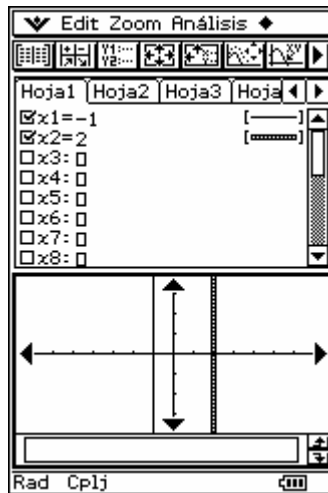 Edit Zoom Análisis
Hoja1 Hoja2 Hoja3 Hoja
x1=-1
x2=2
x3:
x4:
x5:
x6:
x7:
x8:
Rad Cplj